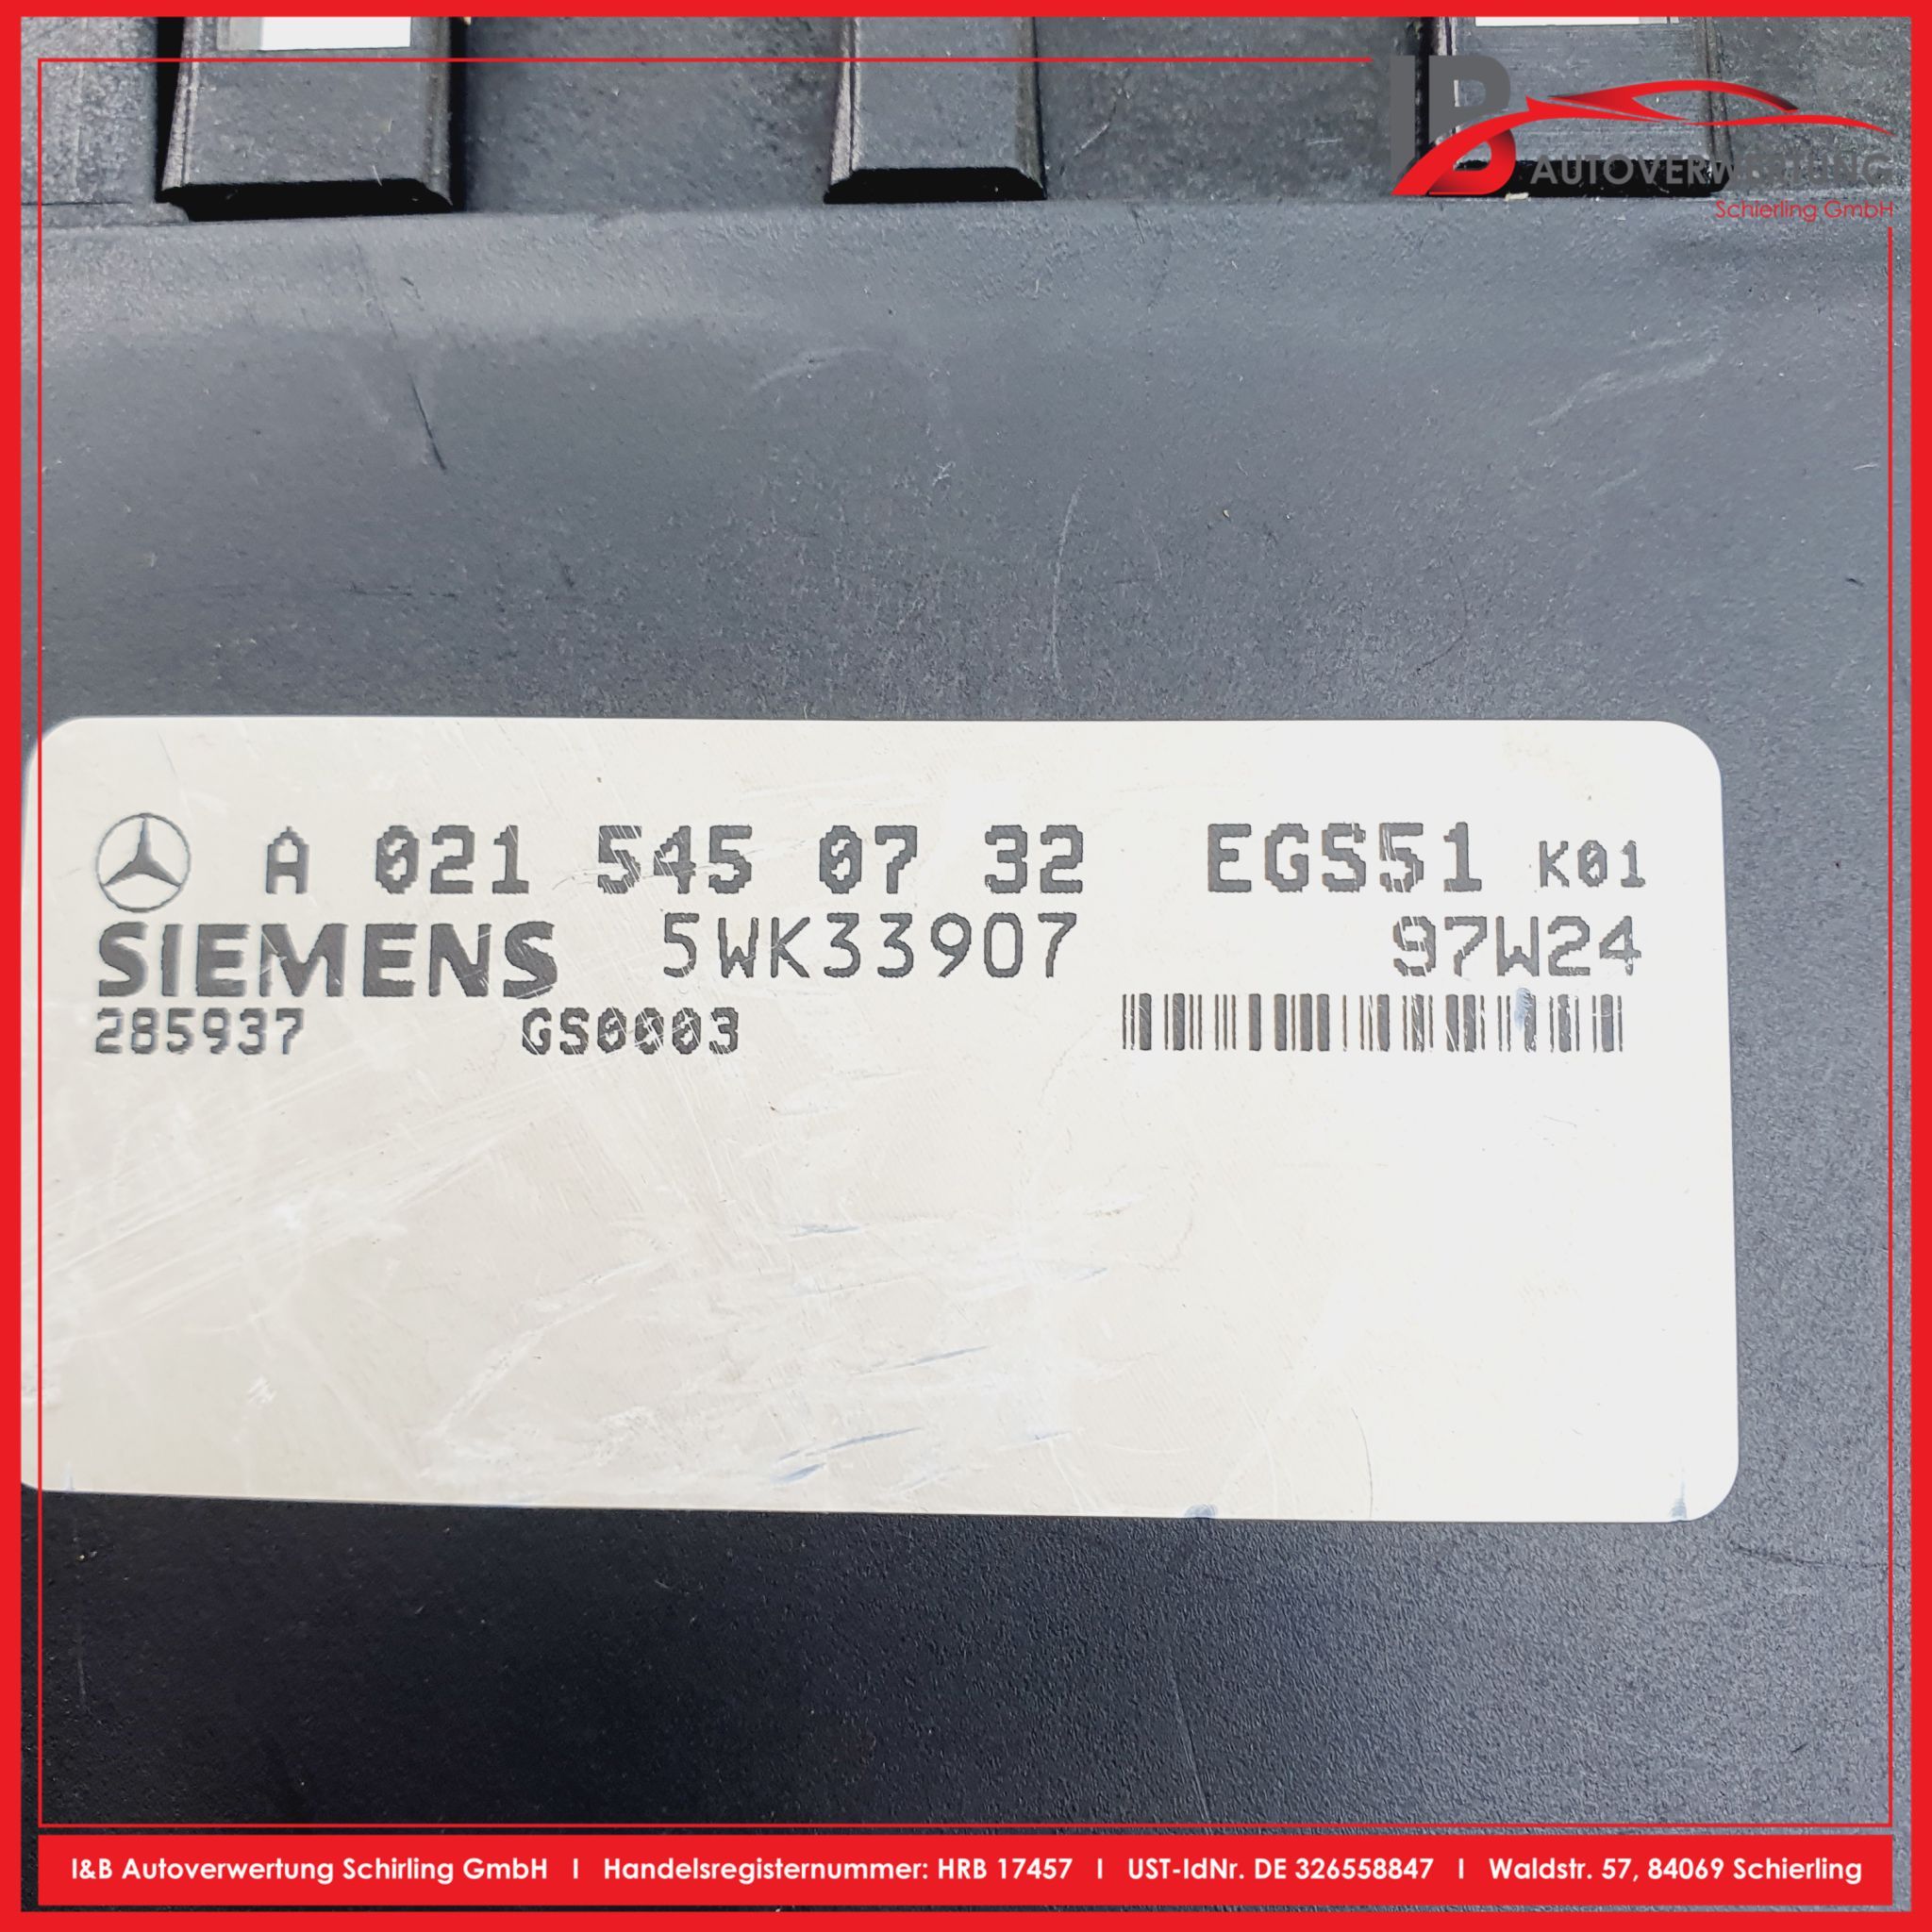 IB
AUTOVERWERTUNG
Schierling GmbH
A 021 545 07 32 EGS51 K01
SIEMENS 5WK33907 97W24
285937 GS0003
I&B Autoverwertung Schirling GmbH I Handelsregisternummer: HRB 17457 I UST-IdNr. DE 326558847 I Waldstr. 57, 84069 Schierling